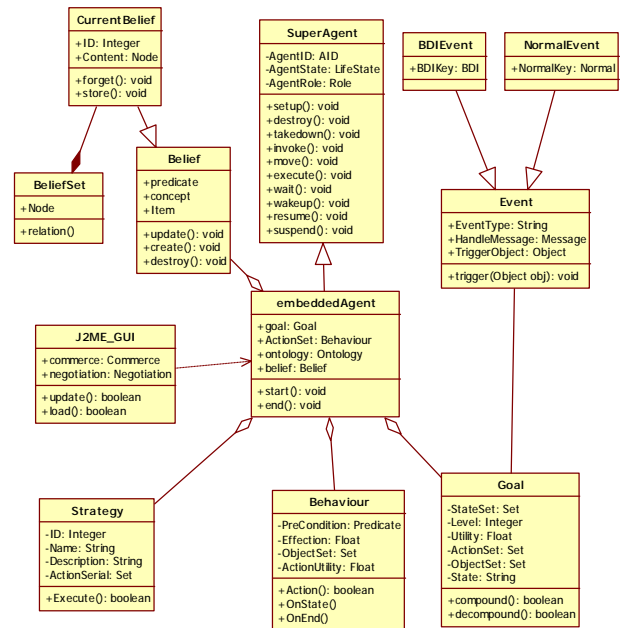 CurrentBelief
+ID: Integer
+Content: Node
+forget(): void
+store(): void
SuperAgent
-AgentID: AID
-AgentState: LifeState
-AgentRole: Role
+setup(): void
+destroy(): void
+takedown(): void
+invoke(): void
+move(): void
+execute(): void
+wait(): void
+wakeup(): void
+resume(): void
+suspend(): void
BDIEvent
+BDIKey: BDI
NormalEvent
+NormalKey: Normal
BeliefSet
+Node
+relation()
Belief
+predicate
+concept
+Item
+update(): void
+create(): void
+destroy(): void
Event
+EventType: String
+HandleMessage: Message
+TriggerObject: Object
+trigger(Object obj): void
J2ME_GUI
+commerce: Commerce
+negotiation: Negotiation
+update(): boolean
+load(): boolean
embeddedAgent
+goal: Goal
+ActionSet: Behaviour
+ontology: Ontology
+belief: Belief
+start(): void
+end(): void
Strategy
-ID: Integer
-Name: String
-Description: String
-ActionSerial: Set
+Execute(): boolean
Behaviour
-PreCondition: Predicate
-Effection: Float
-ObjectSet: Set
-ActionUtility: Float
+Action(): boolean
+OnState()
+OnEnd()
Goal
-StateSet: Set
-Level: Integer
-Utility: Float
-ActionSet: Set
-ObjectSet: Set
-State: String
+compound(): boolean
+decompound(): boolean